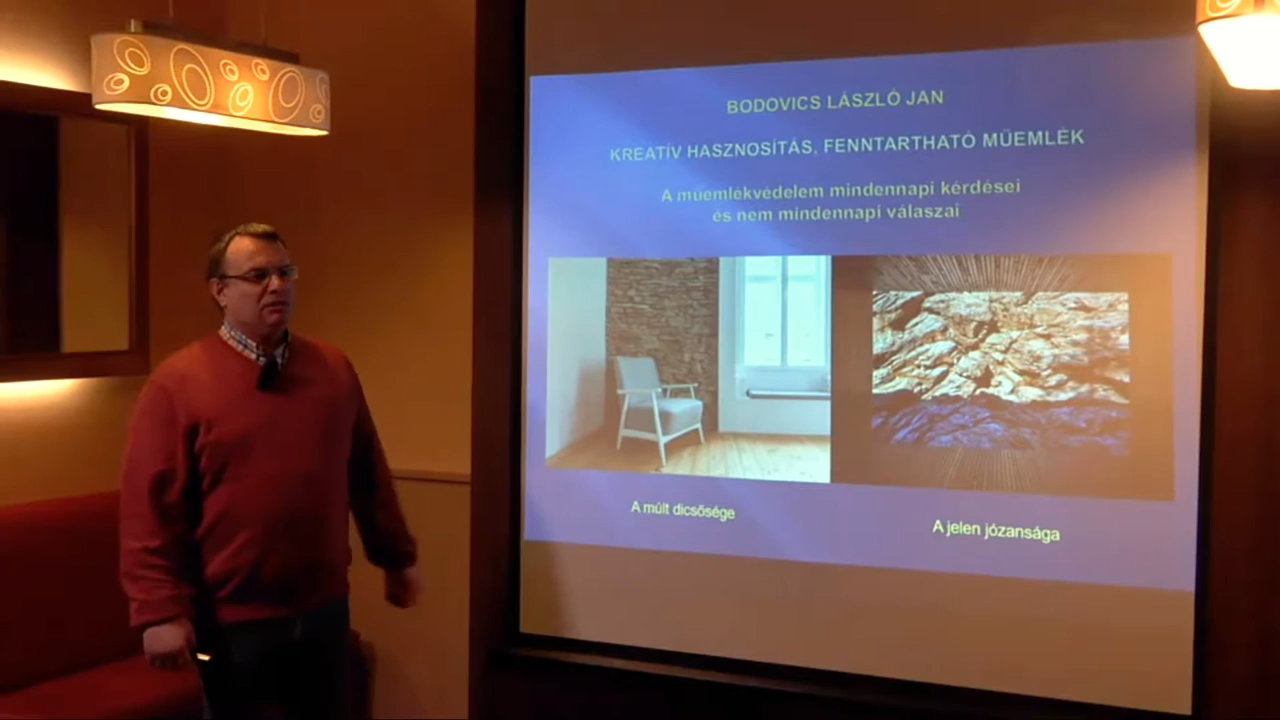 BODOVICS LÁSZLÓ JAN
KREATÍV HASZNOSÍTÁS, FENNTARTHATÓ MŰEMLÉK
A műemlékvédelem mindennapi kérdései
és nem mindennapi válaszai
A múlt dicsősége
A jelen józansága